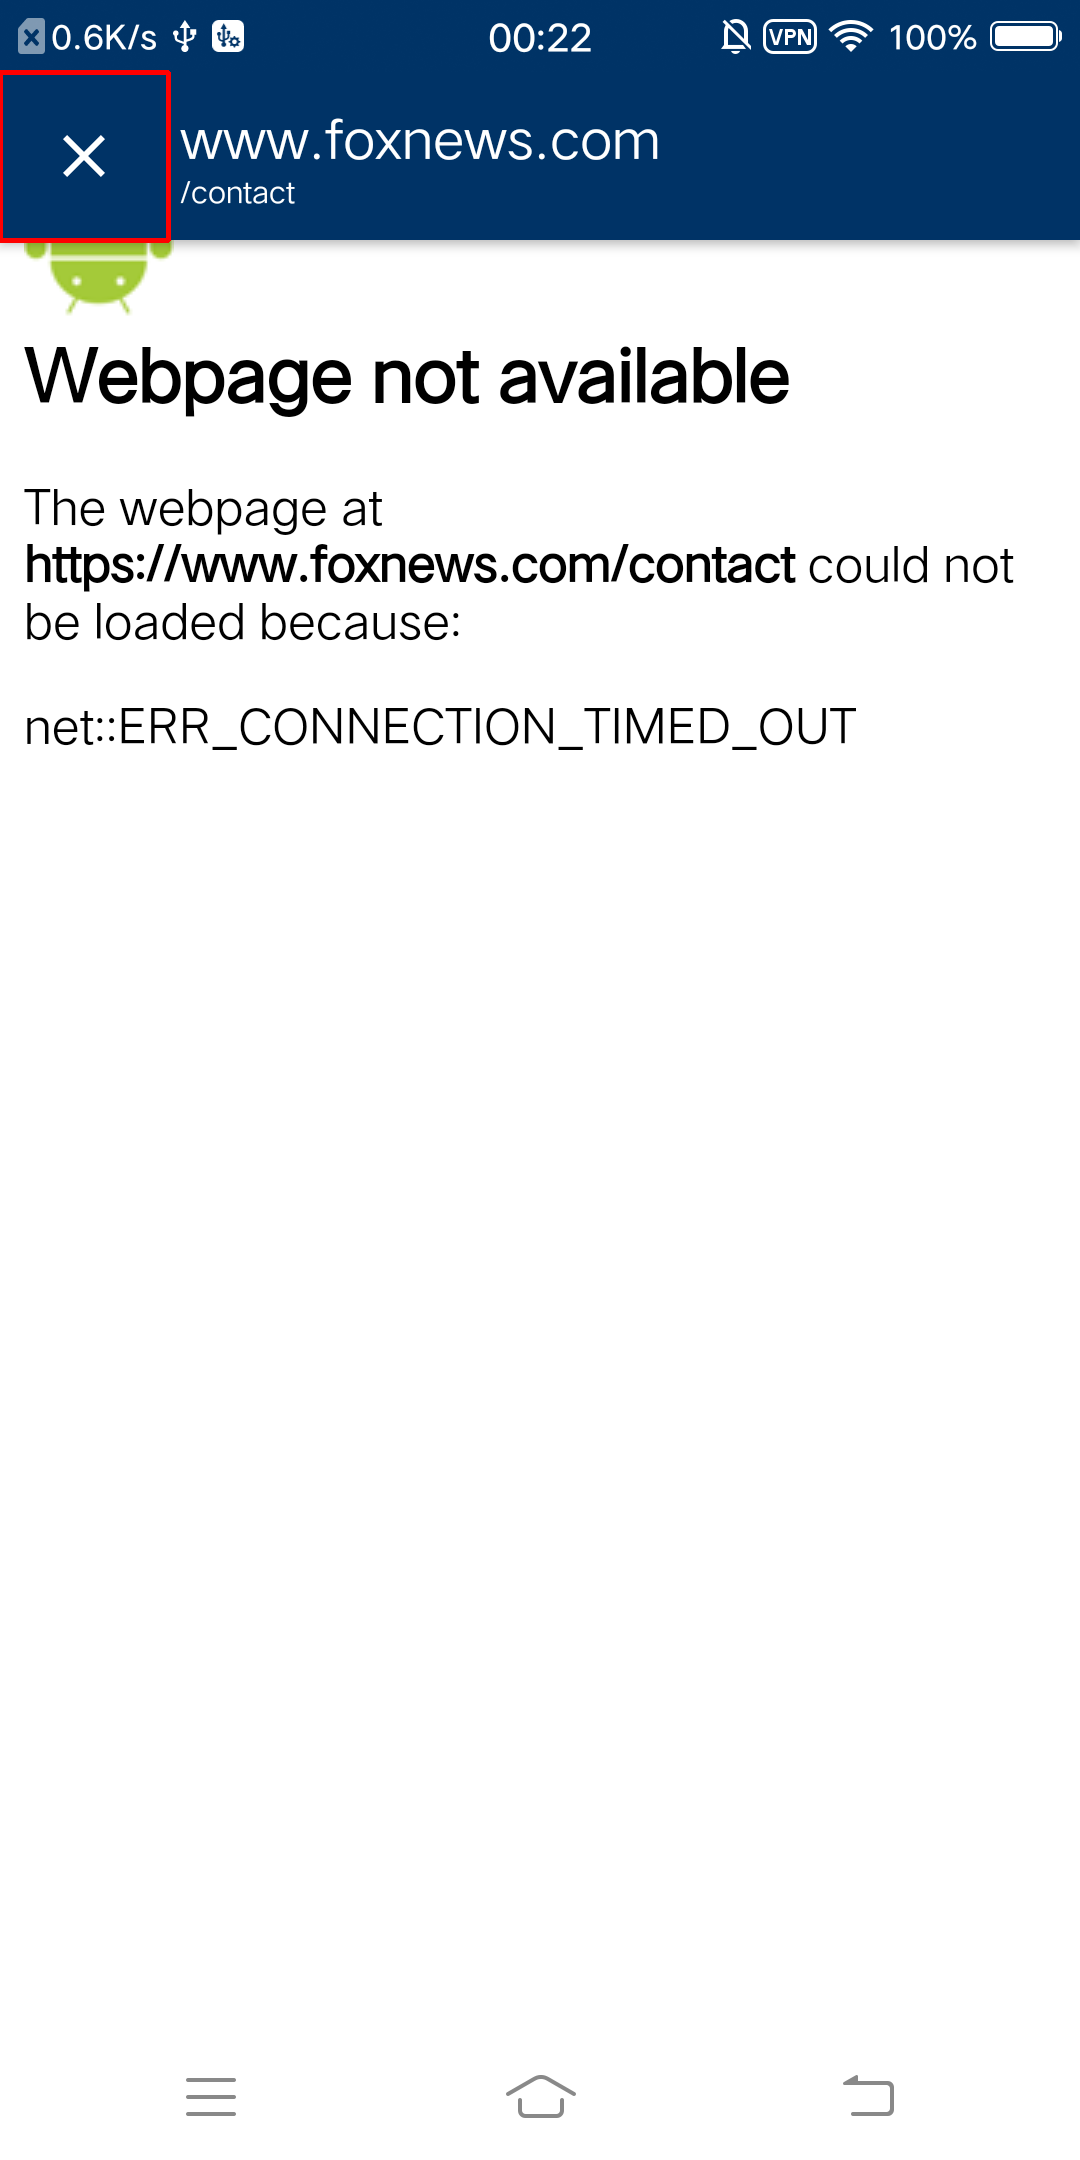 0.6K/s 00:22 VPN 100%
www.foxnews.com
/contact
Webpage not available
The webpage at
https://www.foxnews.com/contact could not
be loaded because:
net::ERR_CONNECTION_TIMED_OUT